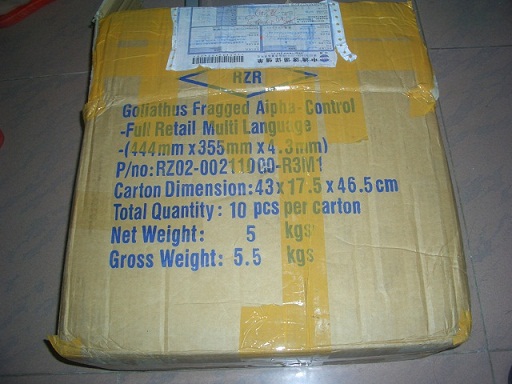 RZR
Goliathus Fragged Alpha-Control
-Full Retail Multi Language
-(444mm x 355mm x 4.3mm)
P/no: RZ02-00211000-R3M1
Carton Dimension: 43 x 17.5 x 46.5 cm
Total Quantity: 10 pcs per carton
Net Weight: 5 kgs
Gross Weight: 5.5 kgs